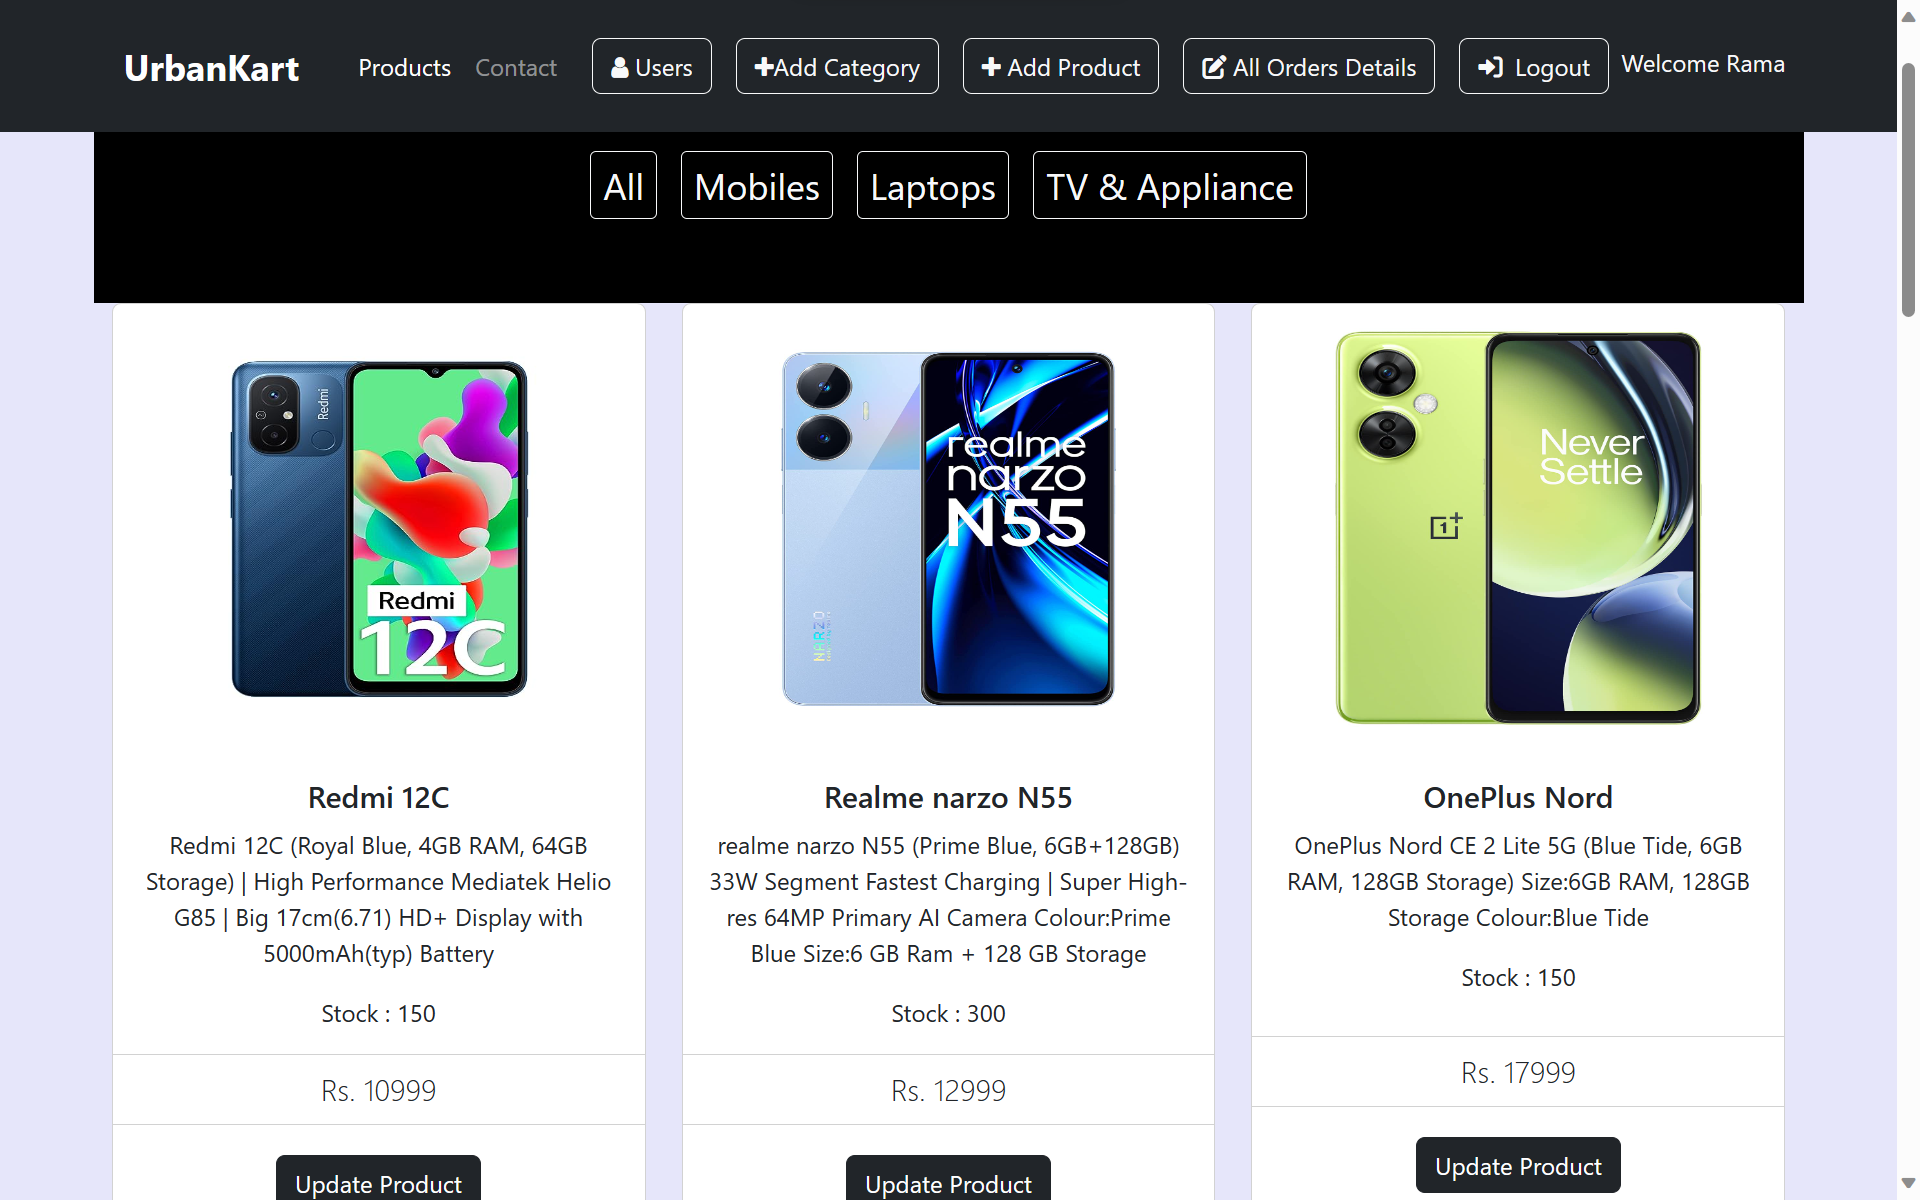 UrbanKart Products Contact Users Add Category Add Product All Orders Details Logout Welcome Rama
All Mobiles Laptops TV & Appliance
Redmi
Redmi
12C
realme
narzo
N55
NARZO
Never
Settle
1+
Redmi 12C
Redmi 12C (Royal Blue, 4GB RAM, 64GB
Storage) | High Performance Mediatek Helio
G85 | Big 17cm(6.71) HD+ Display with
5000mAh(typ) Battery
Stock : 150
Rs. 10999
Update Product
Realme narzo N55
realme narzo N55 (Prime Blue, 6GB+128GB)
33W Segment Fastest Charging | Super High-
res 64MP Primary AI Camera Colour:Prime
Blue Size:6 GB Ram + 128 GB Storage
Stock : 300
Rs. 12999
Update Product
OnePlus Nord
OnePlus Nord CE 2 Lite 5G (Blue Tide, 6GB
RAM, 128GB Storage) Size:6GB RAM, 128GB
Storage Colour:Blue Tide
Stock : 150
Rs. 17999
Update Product